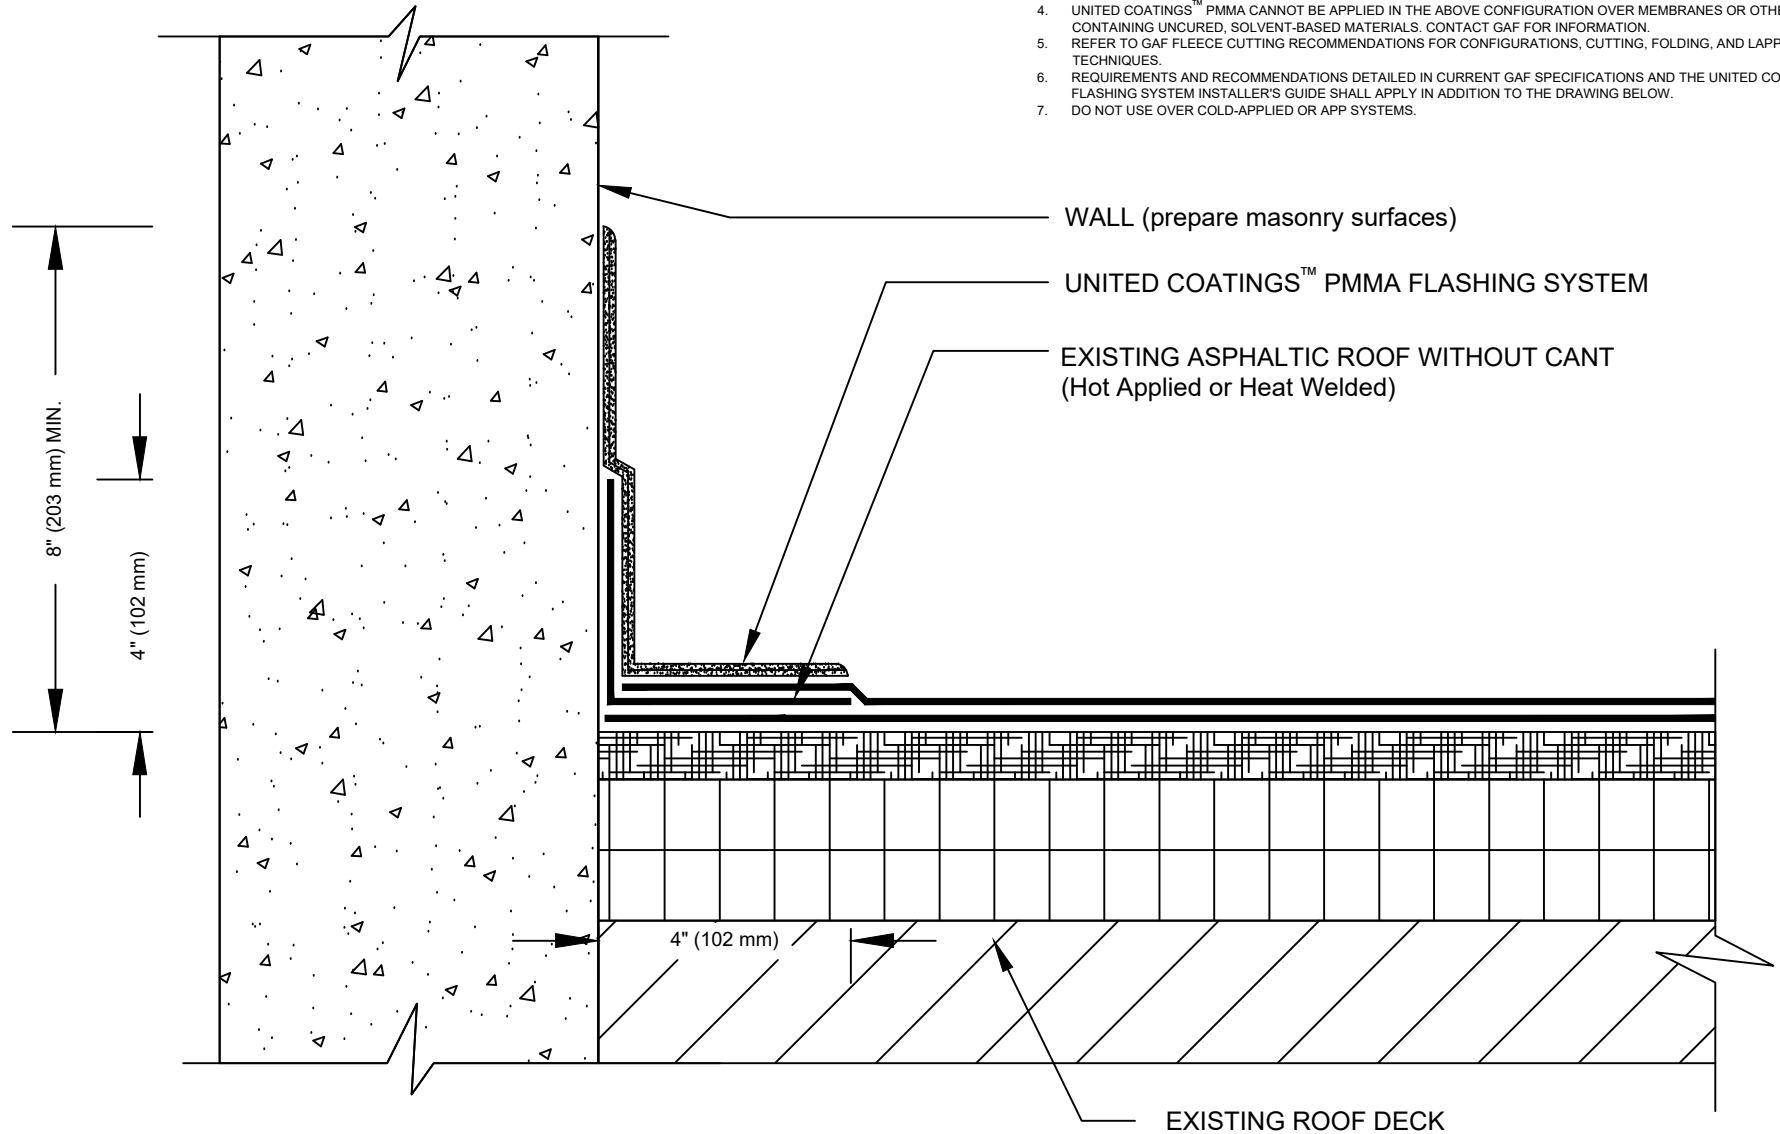 4. UNITED COATINGS™ PMMA CANNOT BE APPLIED IN THE ABOVE CONFIGURATION OVER MEMBRANES OR
CONTAINING UNCURED, SOLVENT-BASED MATERIALS. CONTACT GAF FOR INFORMATION.
5. REFER TO GAF FLEECE CUTTING RECOMMENDATIONS FOR CONFIGURATIONS, CUTTING, FOLDING, AND
TECHNIQUES.
6. REQUIREMENTS AND RECOMMENDATIONS DETAILED IN CURRENT GAF SPECIFICATIONS AND THE UNITED
FLASHING SYSTEM INSTALLER'S GUIDE SHALL APPLY IN ADDITION TO THE DRAWING BELOW.
7. DO NOT USE OVER COLD-APPLIED OR APP SYSTEMS.
WALL (prepare masonry surfaces)
UNITED COATINGS™ PMMA FLASHING SYSTEM
EXISTING ASPHALTIC ROOF WITHOUT CANT
(Hot Applied or Heat Welded)
8" (203 mm) MIN.
4" (102 mm)
4" (102 mm)
EXISTING ROOF DECK